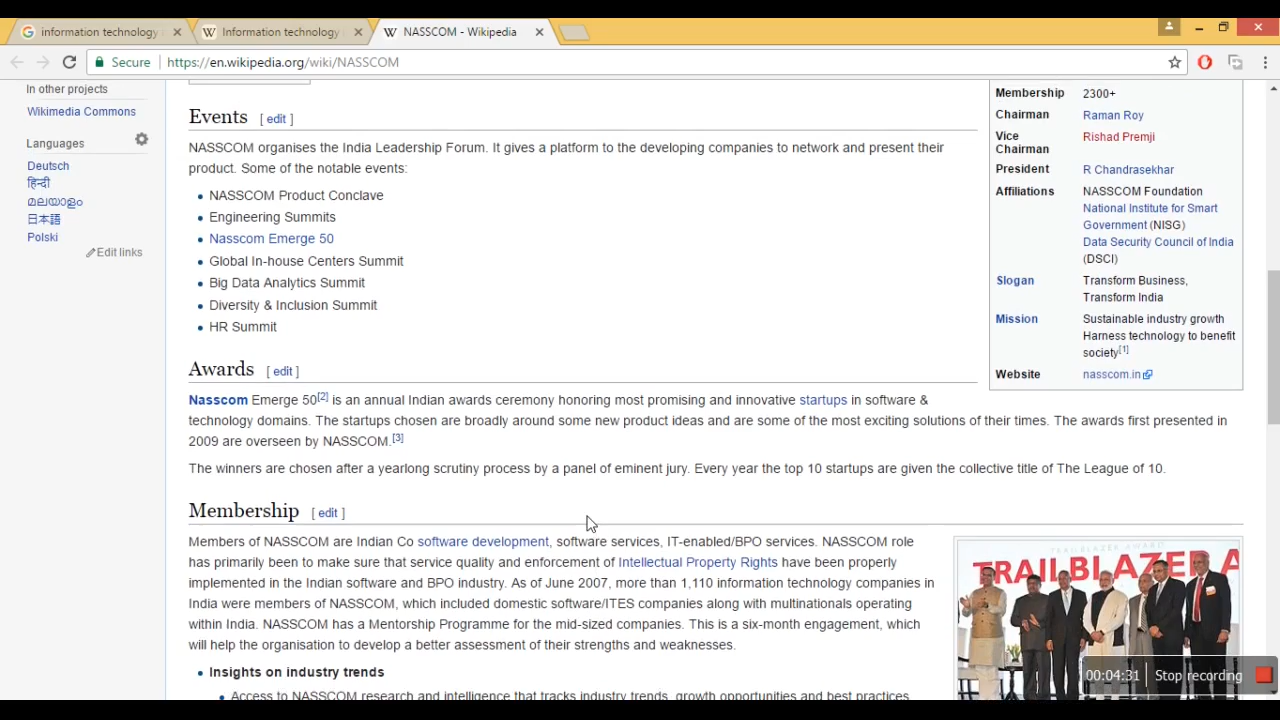 information technology
Information technology
NASSCOM - Wikipedia
Secure
https://en.wikipedia.org/wiki/NASSCOM
In other projects
Wikimedia Commons
Languages
Deutsch
हिन्दी
മലയാളം
日本語
Polski
Edit links
Events [ edit ]
NASSCOM organises the India Leadership Forum. It gives a platform to the developing companies to network and present their
product. Some of the notable events:
NASSCOM Product Conclave
Engineering Summits
Nasscom Emerge 50
Global In-house Centers Summit
Big Data Analytics Summit
Diversity & Inclusion Summit
HR Summit
Awards [ edit ]
Nasscom Emerge 50[2] is an annual Indian awards ceremony honoring most promising and innovative startups in software &
technology domains. The startups chosen are broadly around some new product ideas and are some of the most exciting solutions of their times. The awards first presented in
2009 are overseen by NASSCOM.[3]
The winners are chosen after a yearlong scrutiny process by a panel of eminent jury. Every year the top 10 startups are given the collective title of The League of 10.
Membership [ edit ]
Members of NASSCOM are Indian Co software development, software services, IT-enabled/BPO services. NASSCOM role
has primarily been to make sure that service quality and enforcement of Intellectual Property Rights have been properly
implemented in the Indian software and BPO industry. As of June 2007, more than 1,110 information technology companies in
India were members of NASSCOM, which included domestic software/ITES companies along with multinationals operating
within India. NASSCOM has a Mentorship Programme for the mid-sized companies. This is a six-month engagement, which
will help the organisation to develop a better assessment of their strengths and weaknesses.
Insights on industry trends
Access to NASSCOM research and intelligence that tracks industry trends, growth opportunities and best practices
Membership 2300+
Chairman Raman Roy
Vice Rishad Premji
Chairman
President R Chandrasekhar
Affiliations NASSCOM Foundation
National Institute for Smart
Government (NISG)
Data Security Council of India
(DSCI)
Slogan Transform Business,
Transform India
Mission Sustainable industry growth
Harness technology to benefit
society[1]
Website nasscom.in
TRAILBLAZER A
00:04:31 Stop recording